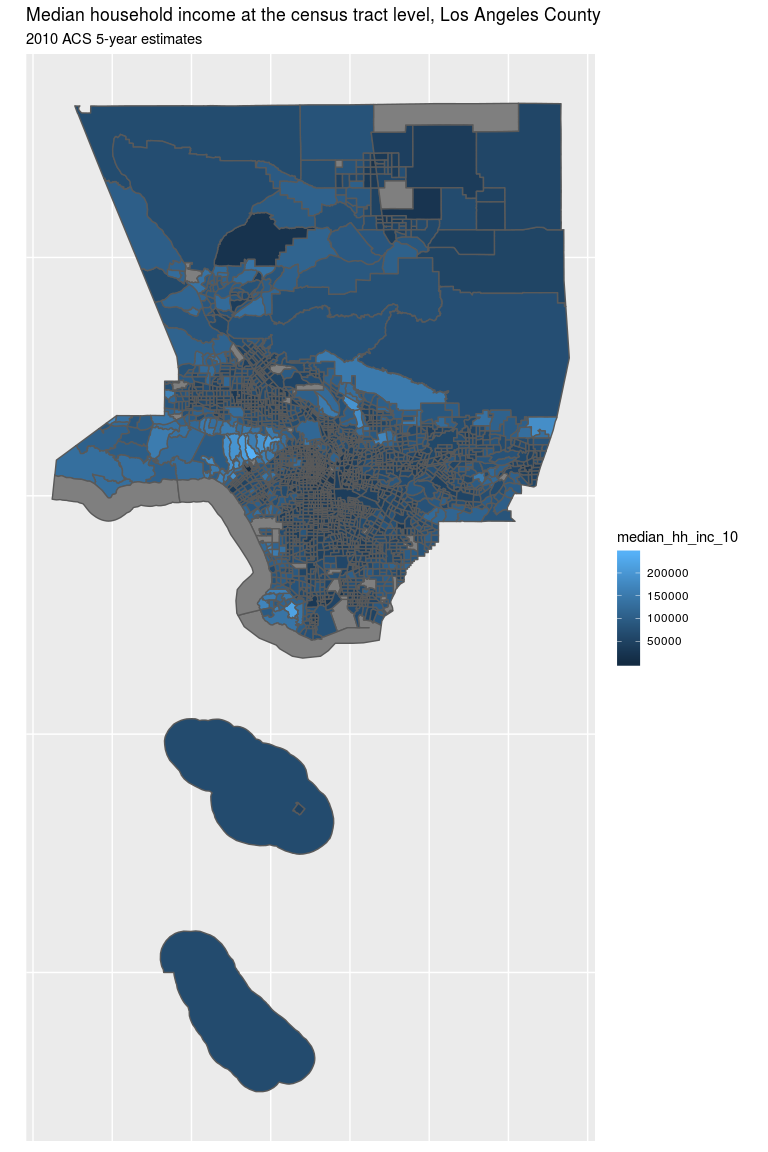 Median household income at the census tract level, Los Angeles County
2010 ACS 5-year estimates
median_hh_inc_10
200000
150000
100000
50000